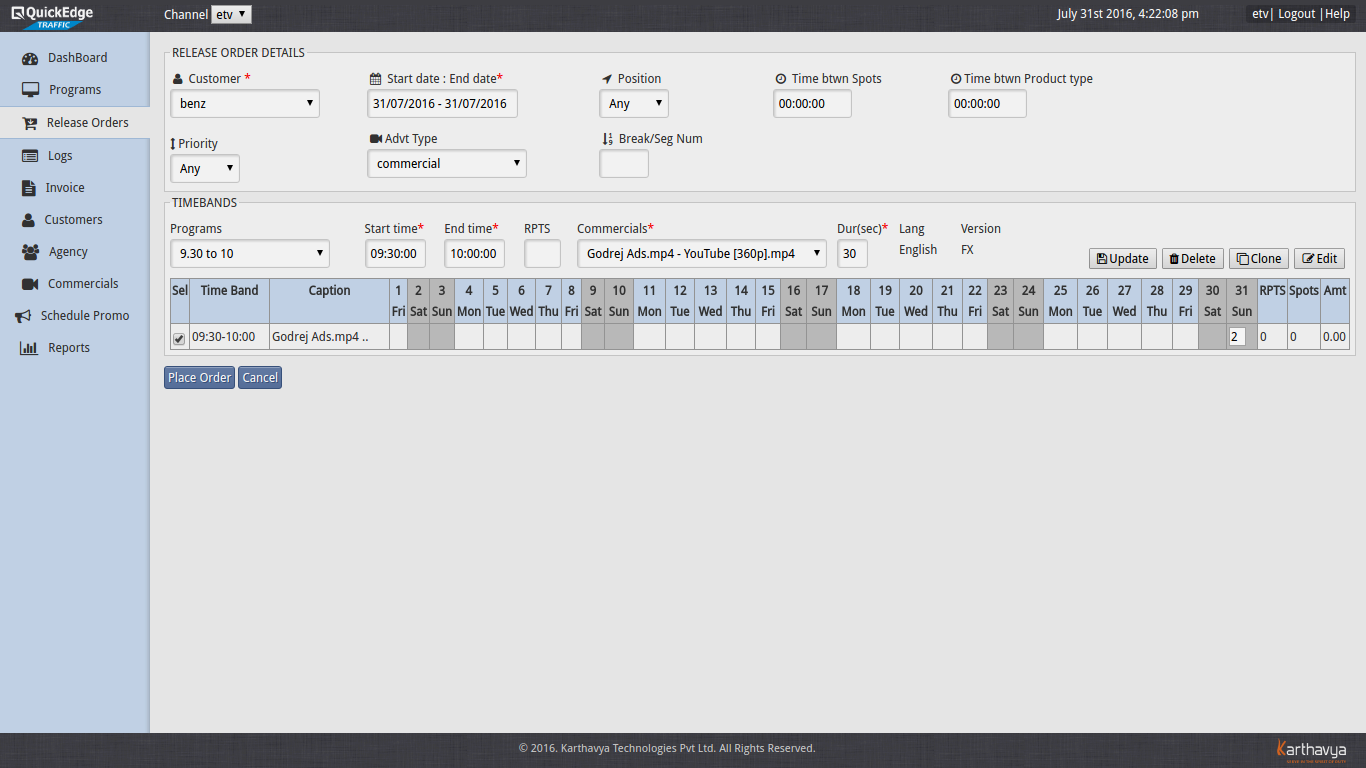 QuickEdge
TRAFFIC
Channel etv
July 31st 2016, 4:22:08 pm
etv| Logout |Help
DashBoard
Programs
Release Orders
Logs
Invoice
Customers
Agency
Commercials
Schedule Promo
Reports
RELEASE ORDER DETAILS
Customer * Start date : End date* Position Time btwn Spots Time btwn Product type
benz 31/07/2016 - 31/07/2016 Any 00:00:00 00:00:00
Priority Advt Type Break/Seg Num
Any commercial
TIMEBANDS
Programs Start time* End time* RPTS Commercials* Dur(sec)* Lang Version
9.30 to 10 09:30:00 10:00:00 Godrej Ads.mp4 - YouTube [360p].mp4 30 English FX
Update Delete Clone Edit
Sel Time Band Caption 1 2 3 4 5 6 7 8 9 10 11 12 13 14 15 16 17 18 19 20 21 22 23 24 25 26 27 28 29 30 31 RPTS Spots Amt
Fri Sat Sun Mon Tue Wed Thu Fri Sat Sun Mon Tue Wed Thu Fri Sat Sun Mon Tue Wed Thu Fri Sat Sun Mon Tue Wed Thu Fri Sat Sun
09:30-10:00 Godrej Ads.mp4 .. 2 0 0 0.00
Place Order Cancel
© 2016. Karthavya Technologies Pvt Ltd. All Rights Reserved.
Karthavya